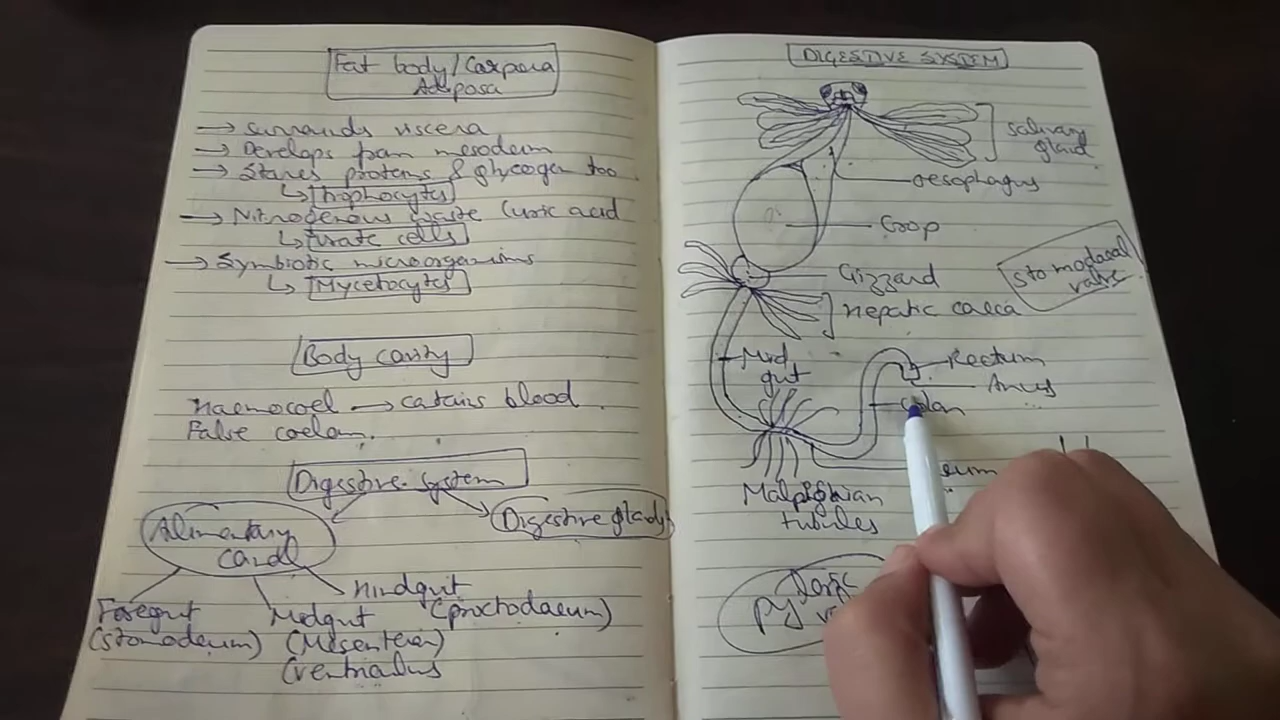 Fat body/Corpora
Adiposa
→ surrounds viscera
→ Develops from mesoderm
→ Stores proteins & glycogen too
↳ Trophocytes
→ Nitrogenous waste (uric acid
↳ urate cells
→ Symbiotic microorganisms
↳ Mycetocytes
Body cavity
Haemocoel → contains blood
False coelom.
Digestive system
Alimentary
canal
Digestive glands
Foregut
(stomodeum)
Midgut
(Mesenteron)
(ventriculus
Hindgut
(proctodaeum)
DIGESTIVE SYSTEM
salivary
gland
oesophagus
Crop
Gizzard
stomodaeal
valve
hepatic caeca
Mid
gut
Rectum
Anus
colon
eum
Malpighian
tubules
py